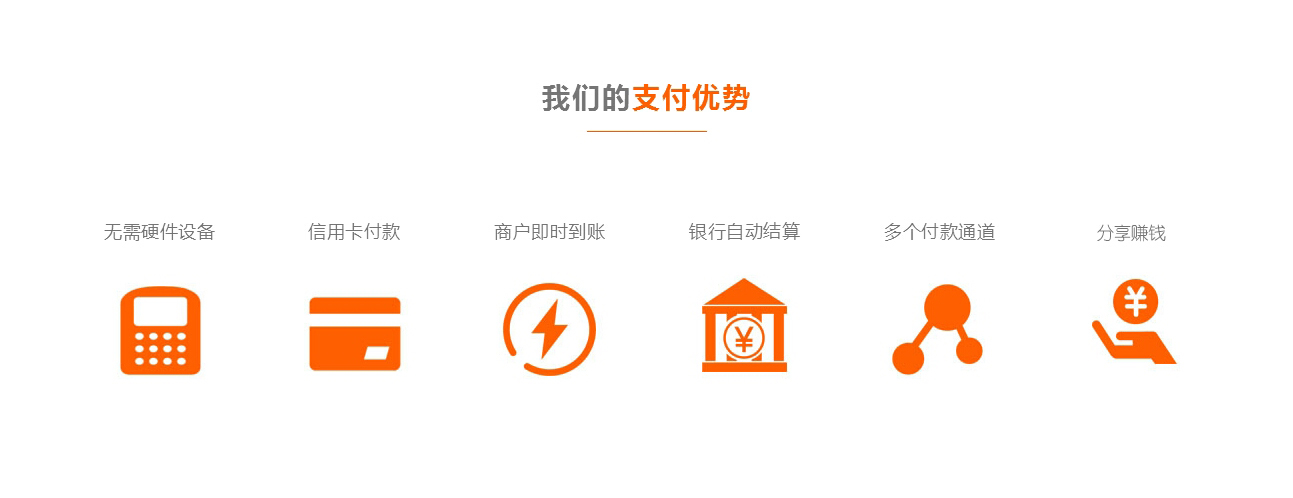 我们的支付优势
无需硬件设备
信用卡付款
商户即时到账
银行自动结算
多个付款通道
分享赚钱
¥
¥